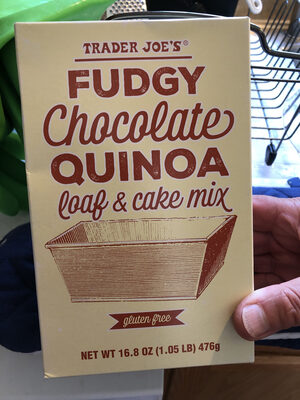 TRADER JOE'S®
FUDGY
Chocolate
QUINOA
loaf & cake mix
gluten free
NET WT 16.8 OZ (1.05 LB) 476g